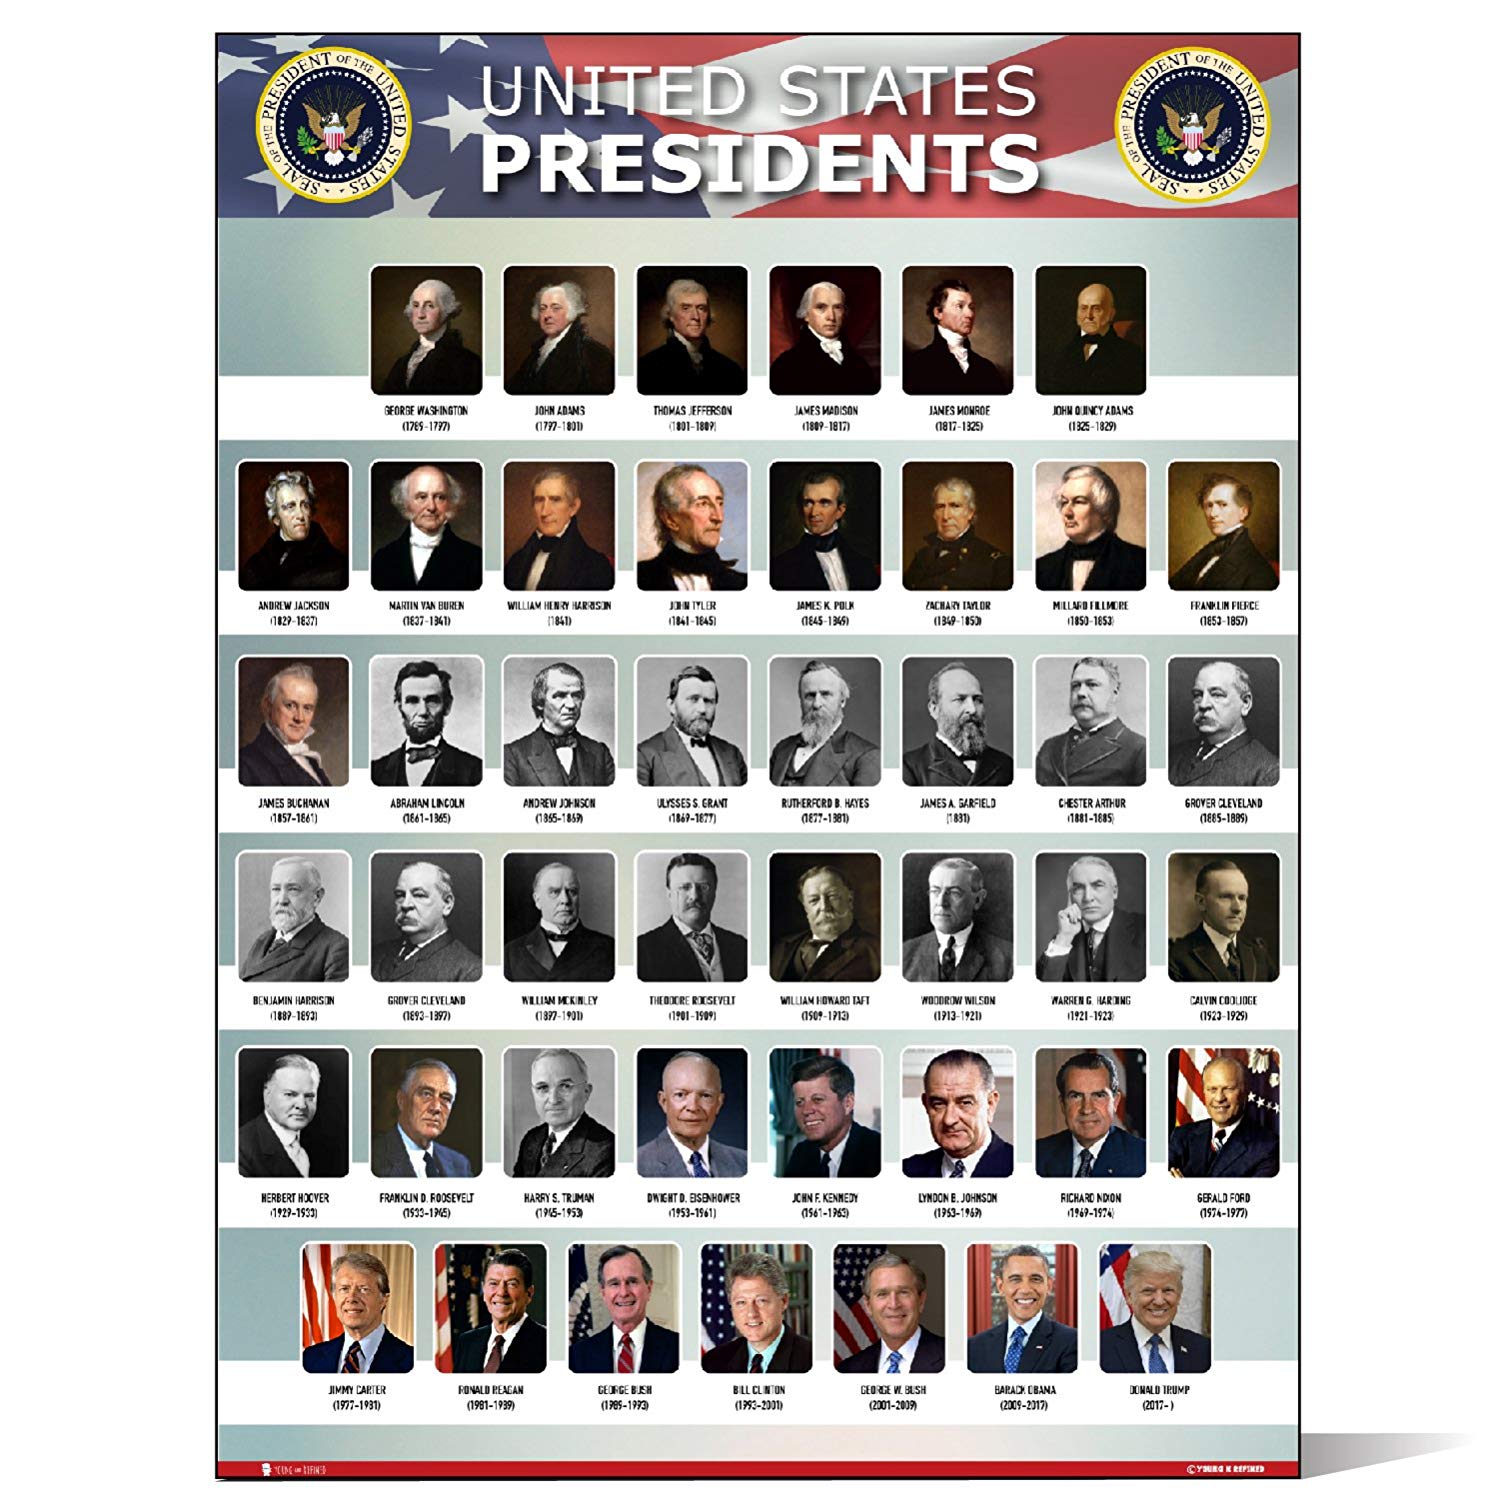 SEAL OF THE PRESIDENT OF THE UNITED STATES
UNITED STATES
PRESIDENTS
SEAL OF THE PRESIDENT OF THE UNITED STATES
GEORGE WASHINGTON
(1789-1797)
JOHN ADAMS
(1797-1801)
THOMAS JEFFERSON
(1801-1809)
JAMES MADISON
(1809-1817)
JAMES MONROE
(1817-1825)
JOHN QUINCY ADAMS
(1825-1829)
ANDREW JACKSON
(1829-1837)
MARTIN VAN BUREN
(1837-1841)
WILLIAM HENRY HARRISON
(1841)
JOHN TYLER
(1841-1845)
JAMES K. POLK
(1845-1849)
ZACHARY TAYLOR
(1849-1850)
MILLARD FILLMORE
(1850-1853)
FRANKLIN PIERCE
(1853-1857)
JAMES BUCHANAN
(1857-1861)
ABRAHAM LINCOLN
(1861-1865)
ANDREW JOHNSON
(1865-1869)
ULYSSES S. GRANT
(1869-1877)
RUTHERFORD B. HAYES
(1877-1881)
JAMES A. GARFIELD
(1881)
CHESTER ARTHUR
(1881-1885)
GROVER CLEVELAND
(1885-1889)
BENJAMIN HARRISON
(1889-1893)
GROVER CLEVELAND
(1893-1897)
WILLIAM MCKINLEY
(1897-1901)
THEODORE ROOSEVELT
(1901-1909)
WILLIAM HOWARD TAFT
(1909-1913)
WOODROW WILSON
(1913-1921)
WARREN G. HARDING
(1921-1923)
CALVIN COOLIDGE
(1923-1929)
HERBERT HOOVER
(1929-1933)
FRANKLIN D. ROOSEVELT
(1933-1945)
HARRY S. TRUMAN
(1945-1953)
DWIGHT D. EISENHOWER
(1953-1961)
JOHN F. KENNEDY
(1961-1963)
LYNDON B. JOHNSON
(1963-1969)
RICHARD NIXON
(1969-1974)
GERALD FORD
(1974-1977)
JIMMY CARTER
(1977-1981)
RONALD REAGAN
(1981-1989)
GEORGE BUSH
(1989-1993)
BILL CLINTON
(1993-2001)
GEORGE W. BUSH
(2001-2009)
BARACK OBAMA
(2009-2017)
DONALD TRUMP
(2017- )
YOUNG AND REFINED
© YOUNG N REFINED